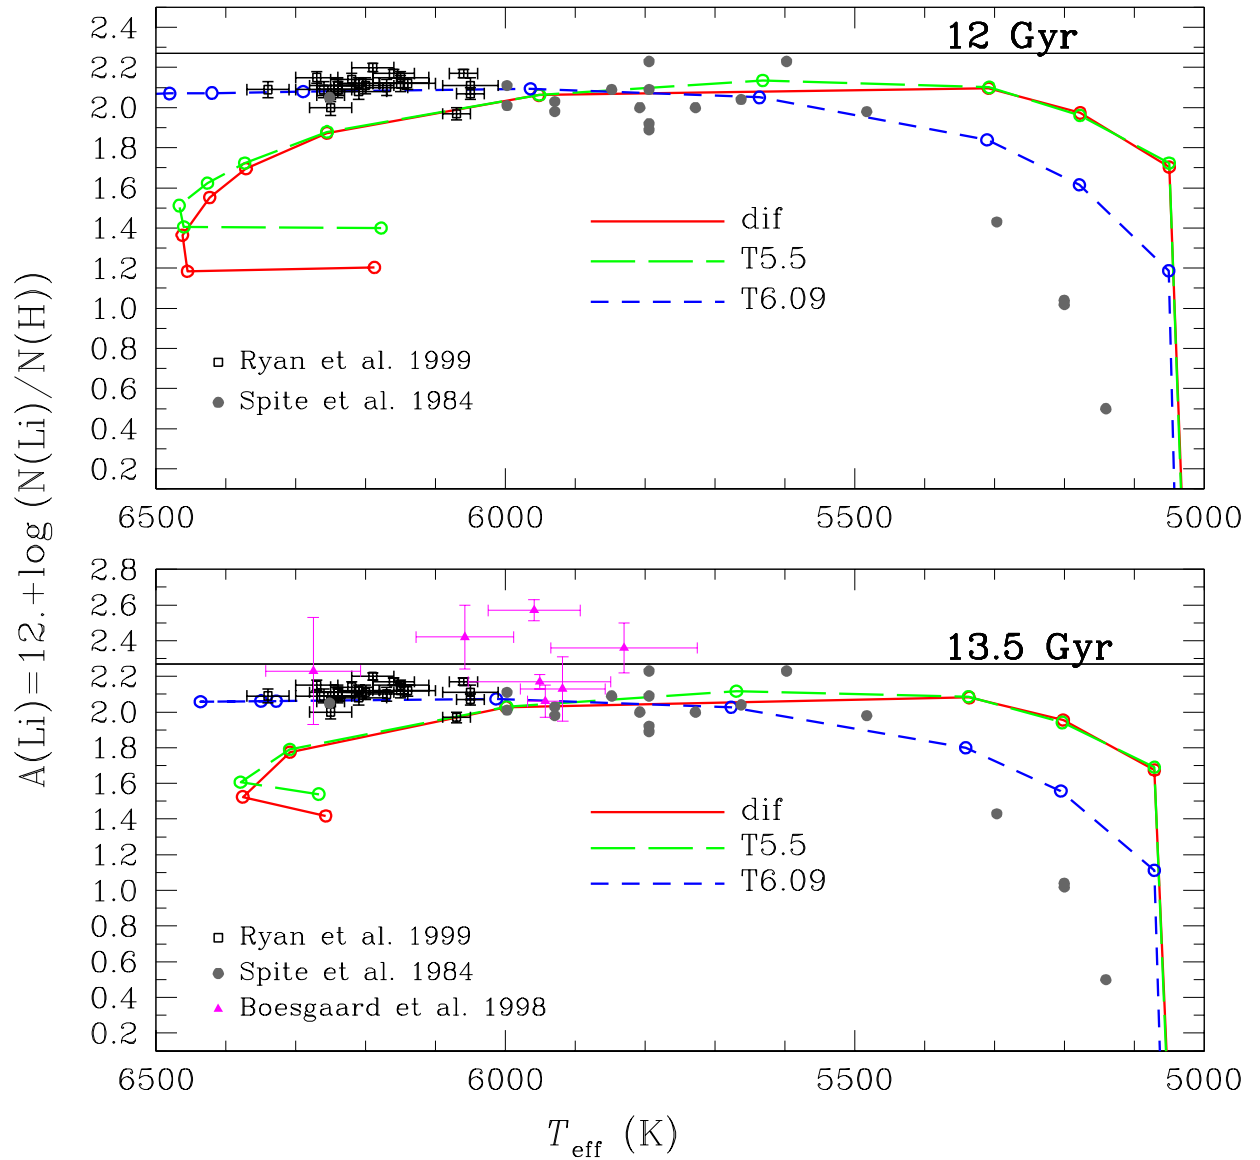 2.4
2.2
2.0
1.8
1.6
1.4
1.2
1.0
0.8
0.6
0.4
0.2
12 Gyr
dif
T5.5
T6.09
Ryan et al. 1999
Spite et al. 1984
6500 6000 5500 5000
A(Li)=12.+log(N(Li)/N(H))
2.8
2.6
2.4
2.2
2.0
1.8
1.6
1.4
1.2
1.0
0.8
0.6
0.4
0.2
13.5 Gyr
dif
T5.5
T6.09
Ryan et al. 1999
Spite et al. 1984
Boesgaard et al. 1998
6500 6000 5500 5000
T_eff (K)